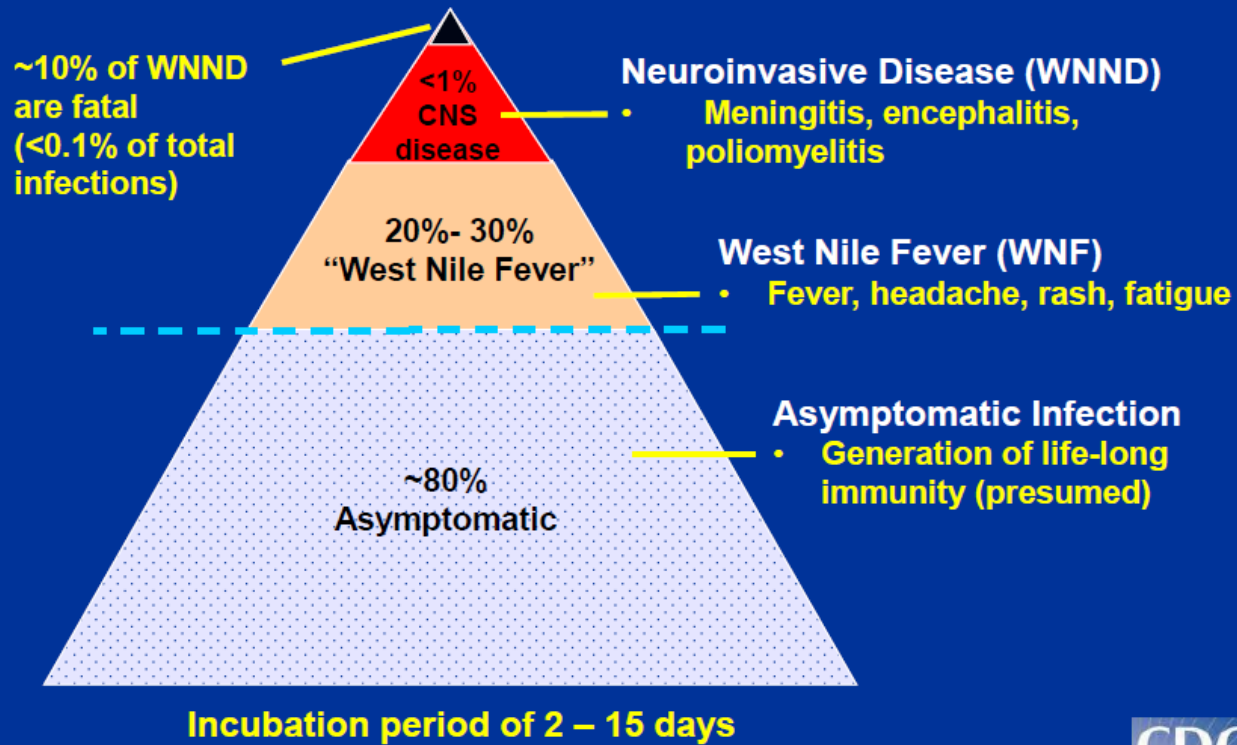 ~10% of WNND
are fatal
(<0.1% of total
infections)
<1%
CNS
disease
Neuroinvasive Disease (WNND)
• Meningitis, encephalitis,
poliomyelitis
20%- 30%
“West Nile Fever”
West Nile Fever (WNF)
• Fever, headache, rash, fatigue
~80%
Asymptomatic
Asymptomatic Infection
• Generation of life-long
immunity (presumed)
Incubation period of 2 – 15 days
CDC